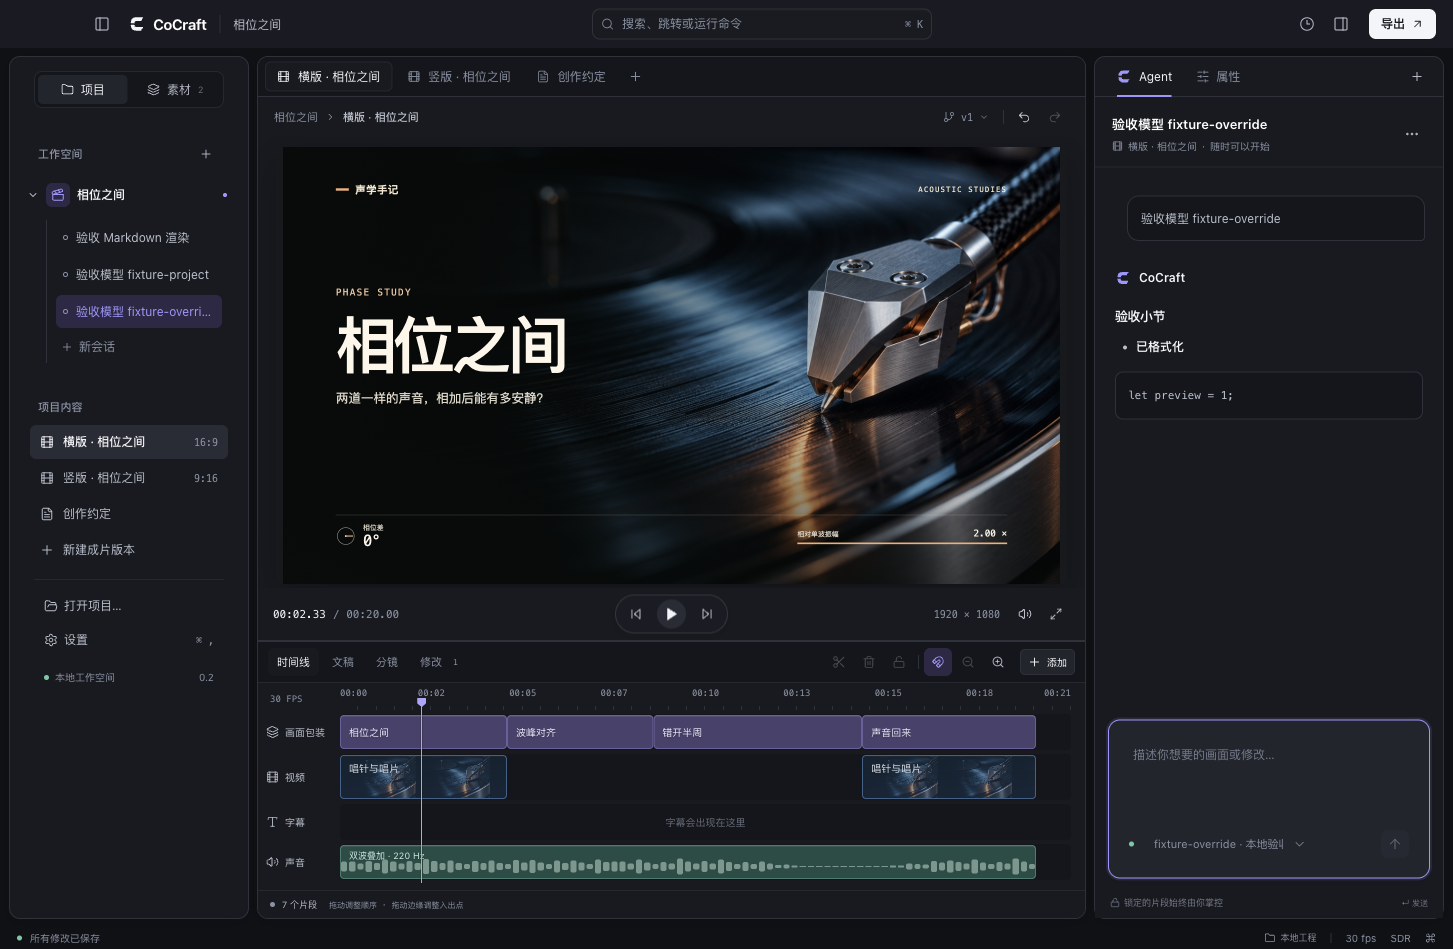 CoCraft
相位之间
搜索、跳转或运行命令
⌘ K
导出
项目
素材 2
工作空间
相位之间
验收 Markdown 渲染
验收模型 fixture-project
验收模型 fixture-overri...
新会话
项目内容
横版 · 相位之间 16:9
竖版 · 相位之间 9:16
创作约定
新建成片版本
打开项目...
设置 ⌘ ,
本地工作空间 0.2
横版 · 相位之间
竖版 · 相位之间
创作约定
相位之间 > 横版 · 相位之间
v1
声学手记
ACOUSTIC STUDIES
PHASE STUDY
相位之间
两道一样的声音，相加后能有多安静？
相位差
0°
相对单波振幅
2.00 ×
00:02.33 / 00:20.00
1920 × 1080
时间线 文稿 分镜 修改 1
添加
30 FPS
00:00 00:02 00:05 00:07 00:10 00:13 00:15 00:18 00:21
画面包装
相位之间 波峰对齐 错开半周 声音回来
视频
唱针与唱片 唱针与唱片
字幕
字幕会出现在这里
声音
双波叠加 · 220 Hz
7 个片段 拖动调整顺序 · 拖动边缘调整入出点
Agent
属性
验收模型 fixture-override
横版 · 相位之间 · 随时可以开始
验收模型 fixture-override
CoCraft
验收小节
• 已格式化
let preview = 1;
描述你想要的画面或修改...
fixture-override · 本地验
锁定的片段始终由你掌控
↵ 发送
所有修改已保存
本地工程
30 fps
SDR
⌘